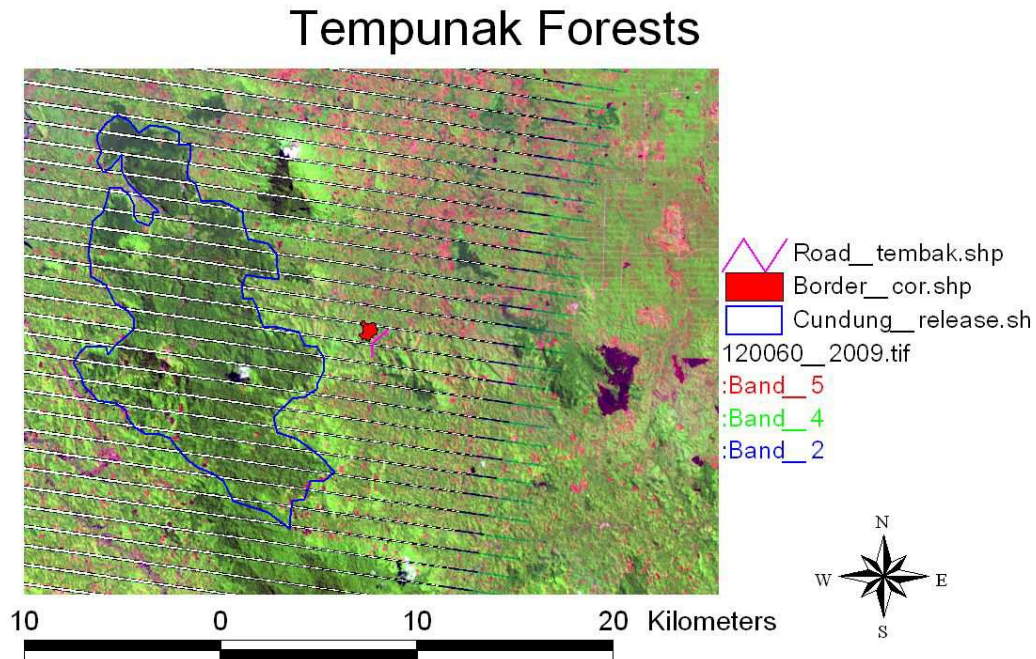 Tempunak Forests
Road__tembak.shp
Border__cor.shp
Cundung__release.sh
120060__2009.tif
:Band__5
:Band__4
:Band__2
N
W E
S
10 0 10 20 Kilometers